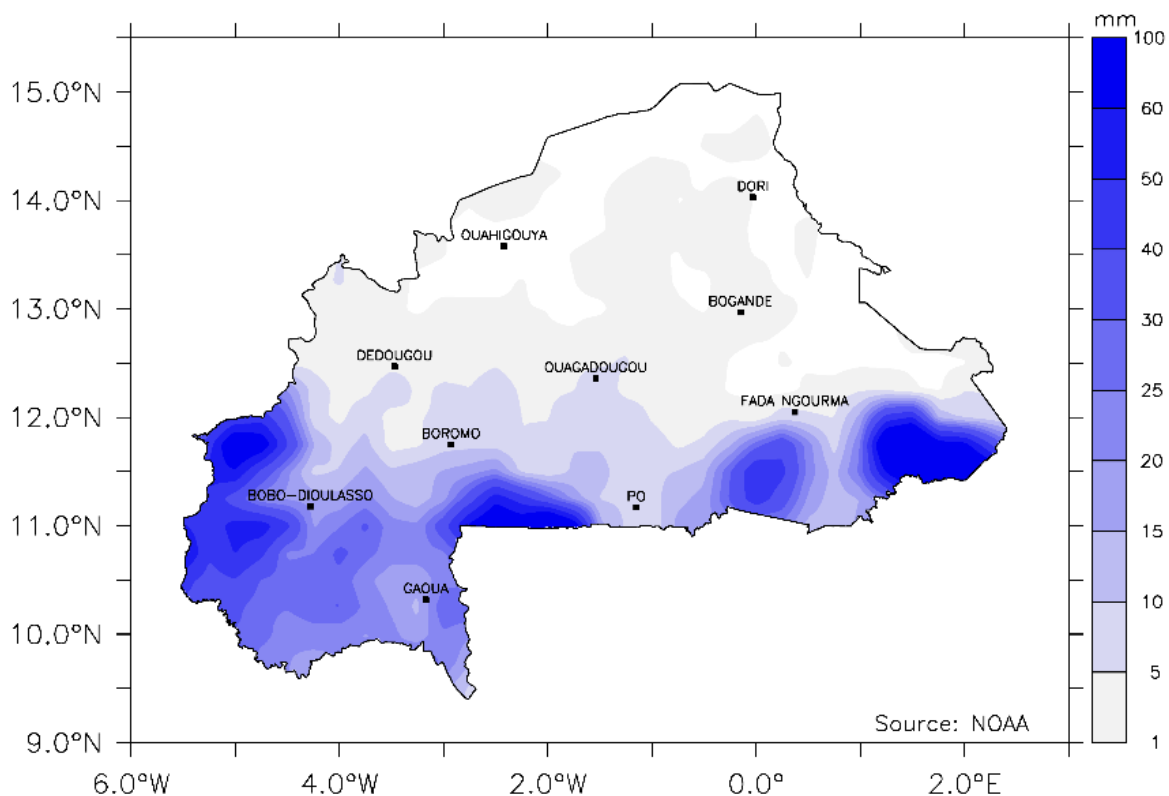 mm
100
60
50
40
30
25
20
15
10
5
1
15.0°N
14.0°N
13.0°N
12.0°N
11.0°N
10.0°N
9.0°N
DORI
OUAHIGOUYA
BOGANDE
DEDOUGOU
OUAGADOUGOU
FADA NGOURMA
BOROMO
BOBO-DIOULASSO
PO
GAOUA
Source: NOAA
6.0°W
4.0°W
2.0°W
0.0°
2.0°E